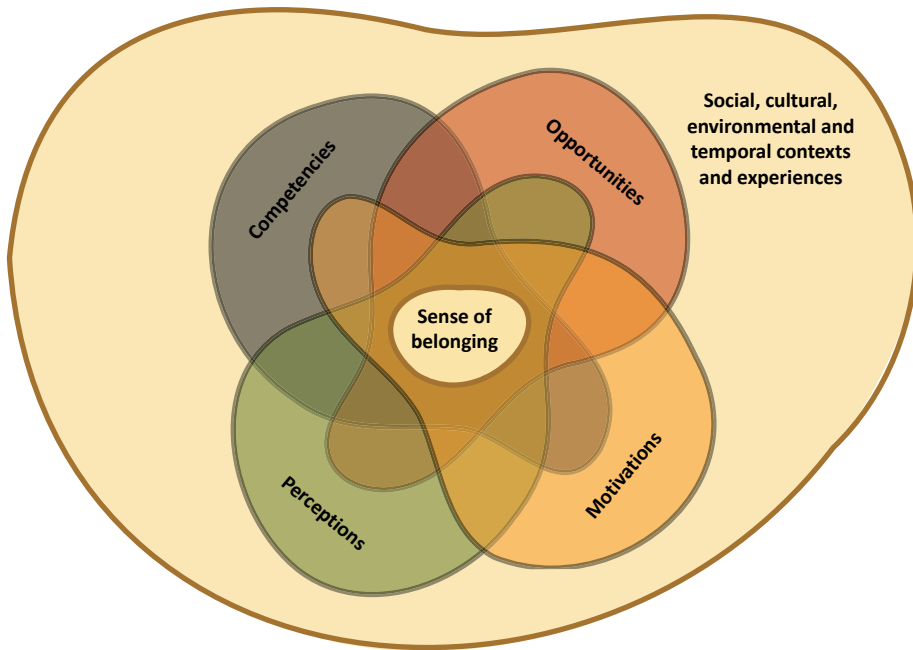 Competencies
Opportunities
Social, cultural,
environmental and
temporal contexts
and experiences
Sense of
belonging
Perceptions
Motivations